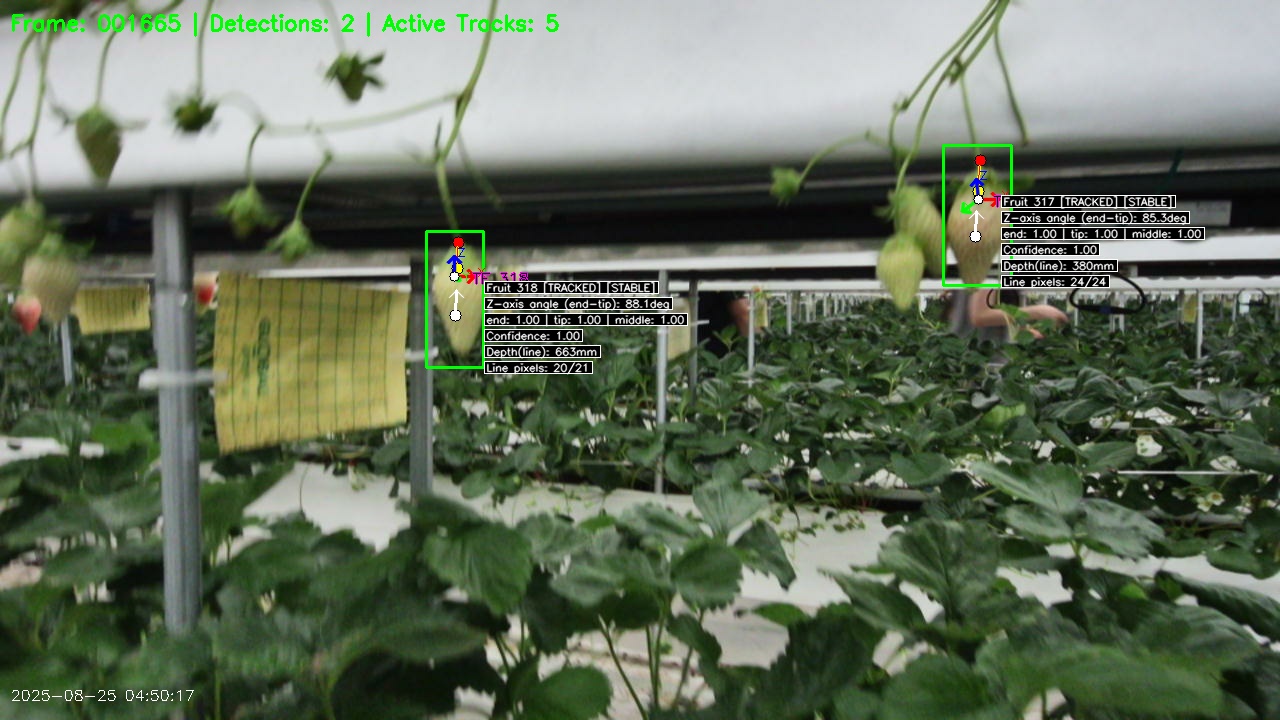 Frame: 001665 | Detections: 2 | Active Tracks: 5
Z
Fruit 317 [TRACKED] [STABLE]
Z-axis angle (end-tip): 85.3deg
end: 1.00 | tip: 1.00 | middle: 1.00
Confidence: 1.00
Depth(line): 380mm
Line pixels: 24/24
Z
318
Fruit 318 [TRACKED] [STABLE]
Z-axis angle (end-tip): 88.1deg
end: 1.00 | tip: 1.00 | middle: 1.00
Confidence: 1.00
Depth(line): 663mm
Line pixels: 20/21
2025-08-25 04:50:17